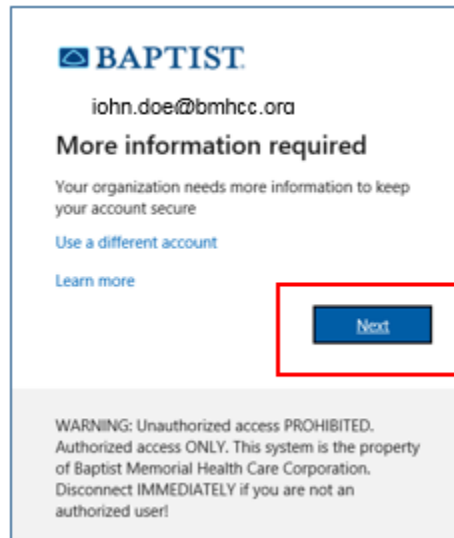 BAPTIST
john.doe@bmhcc.org
More information required
Your organization needs more information to keep
your account secure
Use a different account
Learn more
Next
WARNING: Unauthorized access PROHIBITED.
Authorized access ONLY. This system is the property
of Baptist Memorial Health Care Corporation.
Disconnect IMMEDIATELY if you are not an
authorized user!